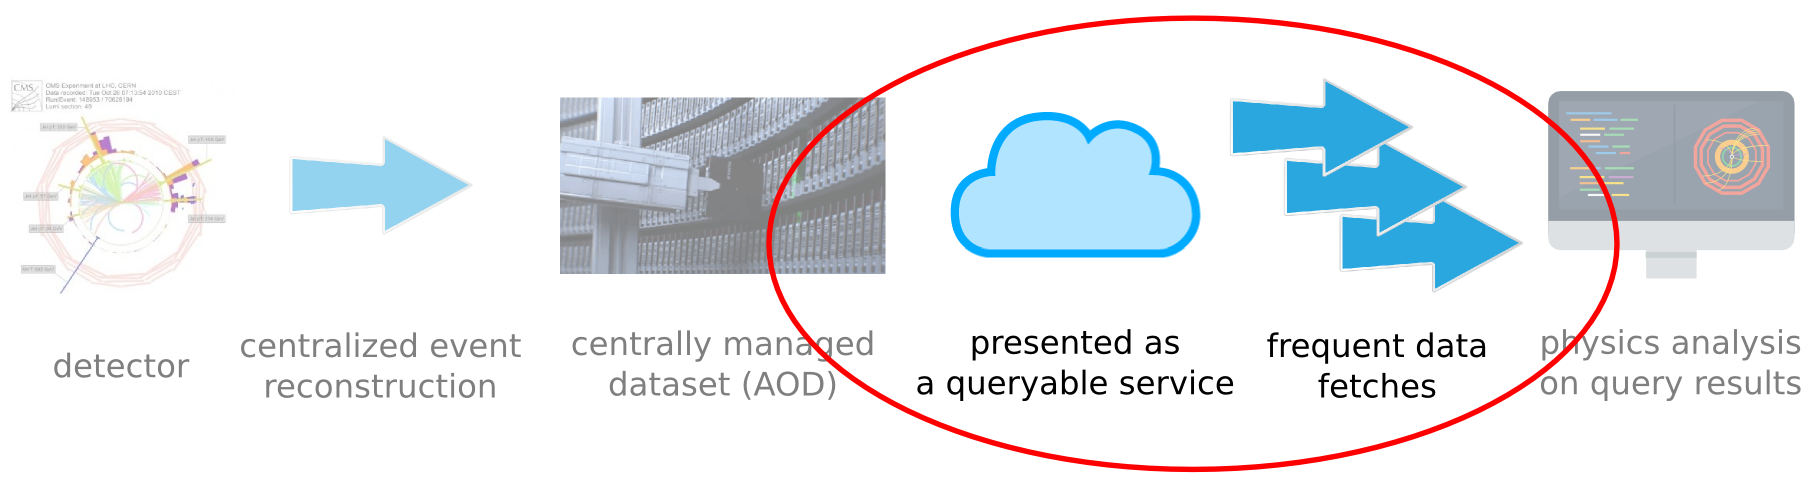 CMS
CMS Experiment at LHC, CERN
Data recorded: Tue Oct 26 07:13:54 2010 CEST
Run/Event: 148953 / 70626194
Lumi section: 49
detector
centralized event
reconstruction
centrally managed
dataset (AOD)
presented as
a queryable service
frequent data
fetches
physics analysis
on query results